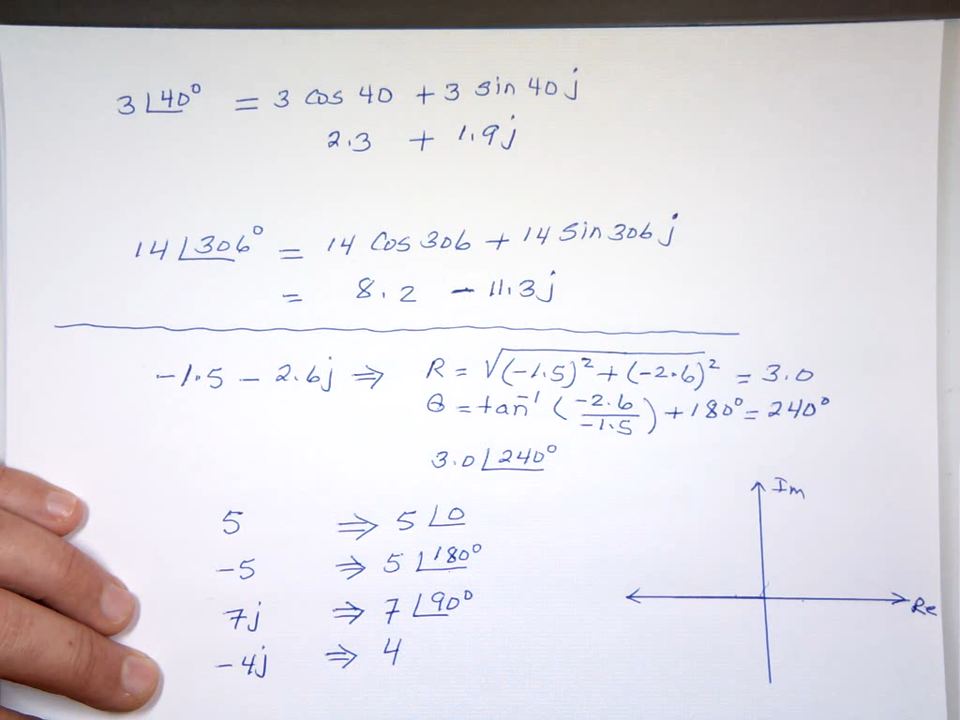 3∠40° = 3 cos 40 + 3 sin 40j
2.3 + 1.9j
14∠306° = 14 cos 306 + 14 sin 306j
= 8.2 - 11.3j
-1.5 - 2.6j ⇒ R = √(-1.5)² + (-2.6)² = 3.0
θ = tan⁻¹ (-2.6/-1.5) + 180° = 240°
3.0∠240°
5 ⇒ 5∠0
-5 ⇒ 5∠180°
7j ⇒ 7∠90°
-4j ⇒ 4
Im
Re